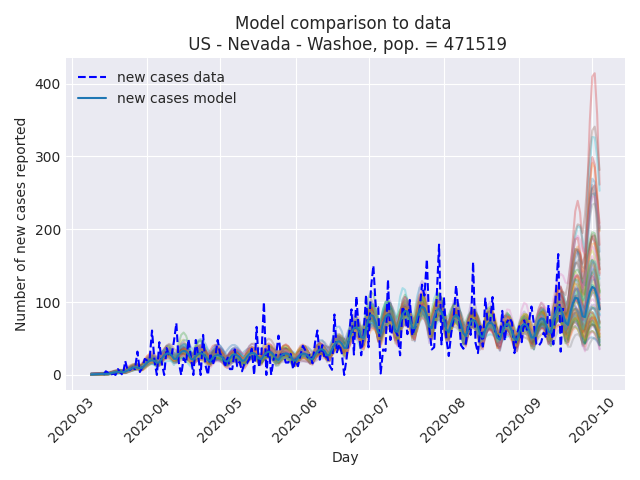 Model comparison to data
US - Nevada - Washoe, pop. = 471519
new cases data
new cases model
Number of new cases reported
400
300
200
100
0
2020-03
2020-04
2020-05
2020-06
2020-07
2020-08
2020-09
2020-10
Day